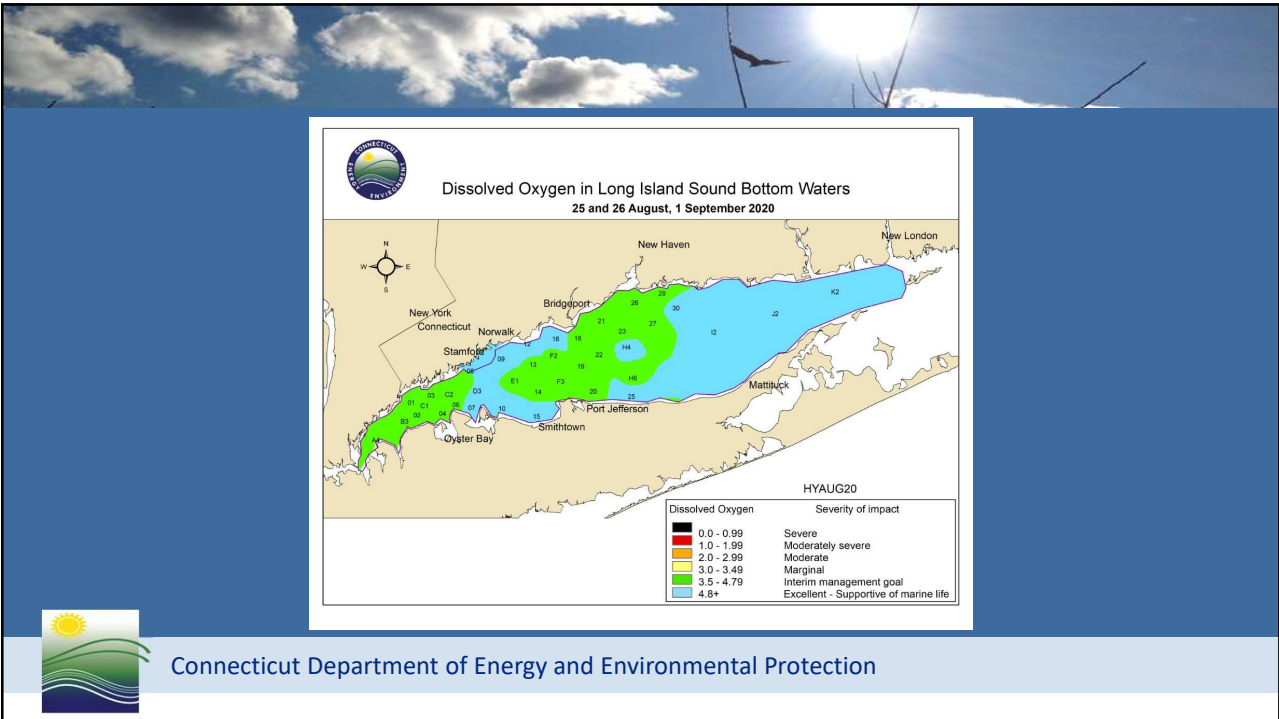 CONNECTICUT
ENERGY ENVIRONMENT
Dissolved Oxygen in Long Island Sound Bottom Waters
25 and 26 August, 1 September 2020
N
W E
S
New London
New Haven
Bridgeport
New York
Connecticut
Norwalk
Stamford
Mattituck
Port Jefferson
Smithtown
Oyster Bay
K2
J2
I2
29
30
26
27
21
23
H4
16
18
12
22
F2
09
13
19
08
H6
E1
F3
D3
14
20
25
03
C2
01
C1
06
07
10
02
04
15
B3
A4
HYAUG20
Dissolved Oxygen Severity of impact
0.0 - 0.99 Severe
1.0 - 1.99 Moderately severe
2.0 - 2.99 Moderate
3.0 - 3.49 Marginal
3.5 - 4.79 Interim management goal
4.8+ Excellent - Supportive of marine life
Connecticut Department of Energy and Environmental Protection